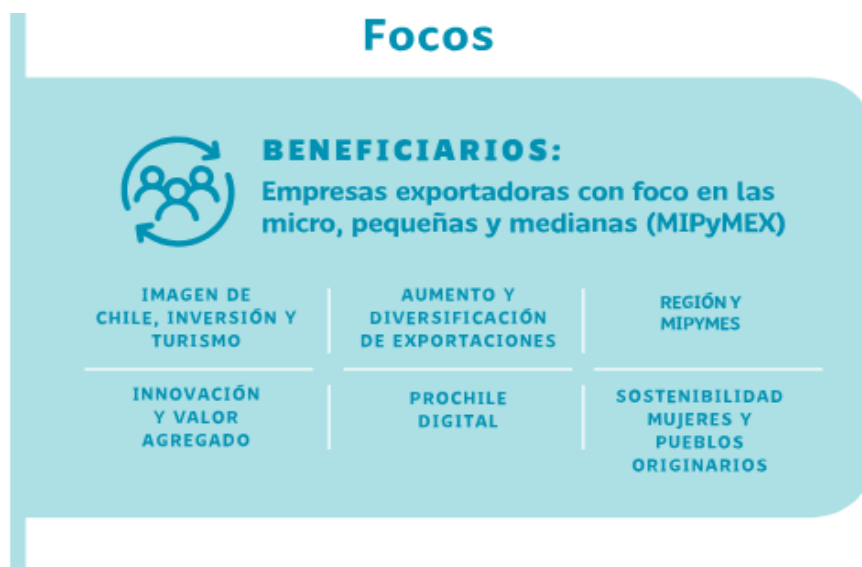 Focos
BENEFICIARIOS:
Empresas exportadoras con foco en las
micro, pequeñas y medianas (MIPyMEX)
IMAGEN DE
CHILE, INVERSIÓN Y
TURISMO
AUMENTO Y
DIVERSIFICACIÓN
DE EXPORTACIONES
REGIÓN Y
MIPYMES
INNOVACIÓN
Y VALOR
AGREGADO
PROCHILE
DIGITAL
SOSTENIBILIDAD
MUJERES Y
PUEBLOS
ORIGINARIOS